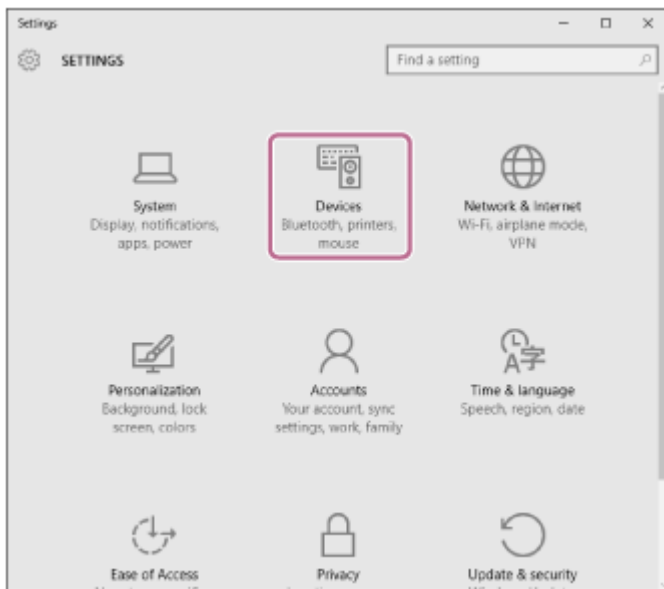 Settings
SETTINGS
Find a setting
System
Display, notifications,
apps, power
Devices
Bluetooth, printers,
mouse
Network & Internet
Wi-Fi, airplane mode,
VPN
Personalization
Background, lock
screen, colors
Accounts
Your account, sync
settings, work, family
Time & language
Speech, region, date
Ease of Access
Privacy
Update & security